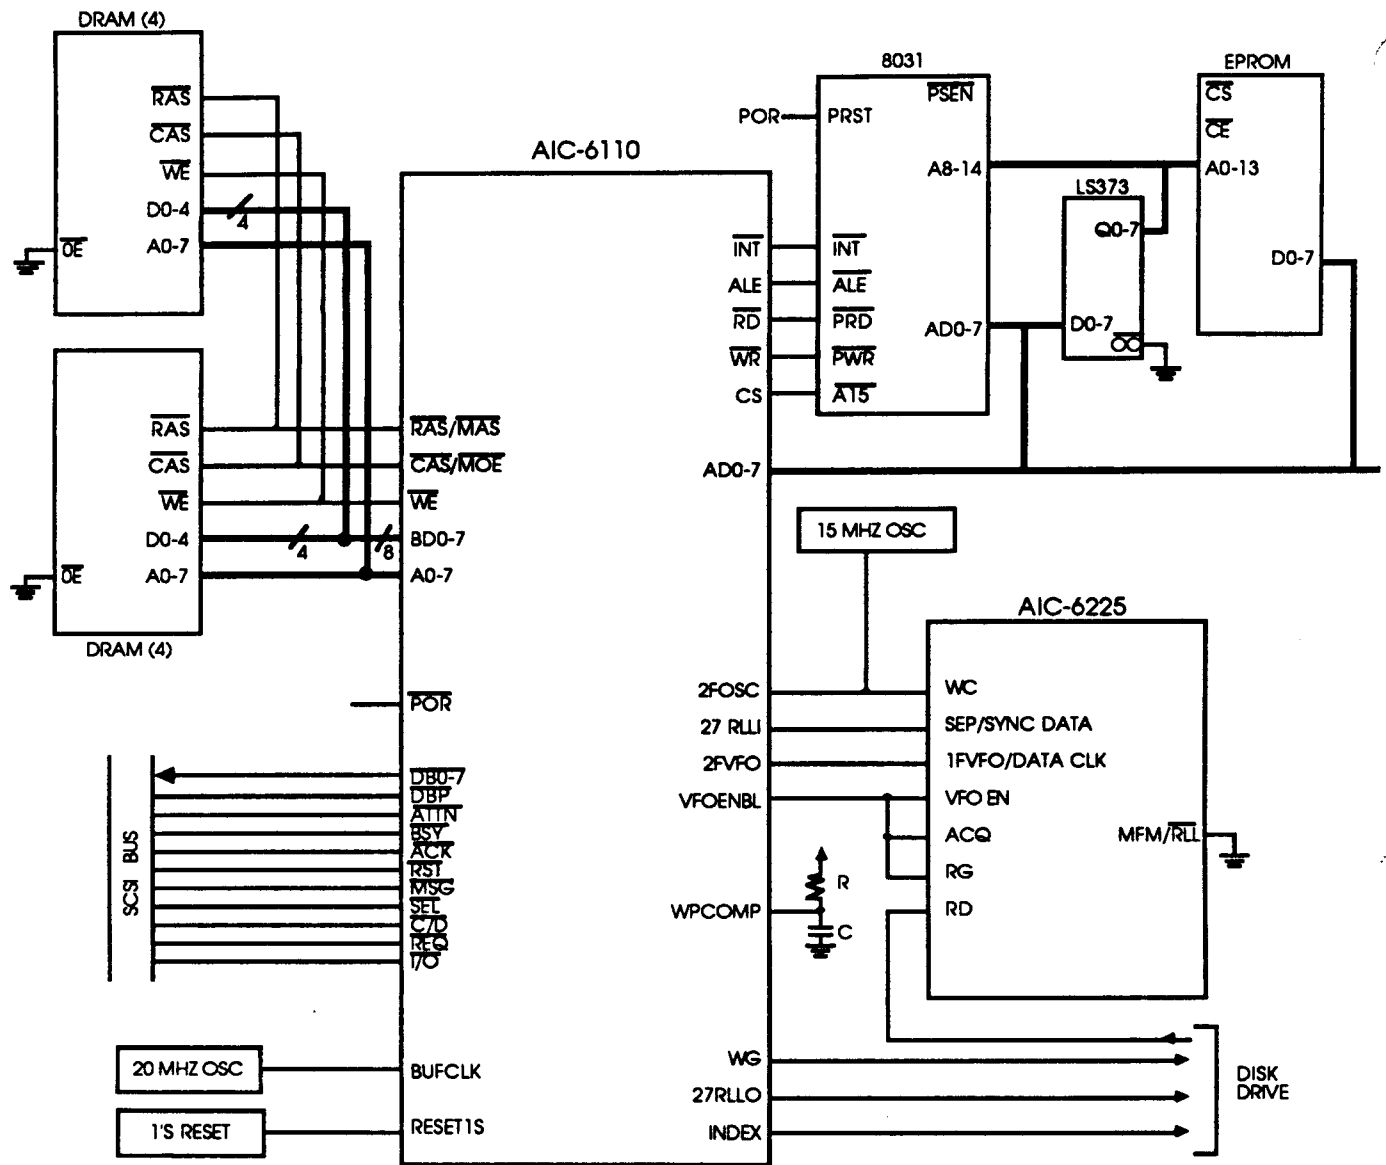 DRAM (4)
RAS
CAS
WE
D0-4
4
A0-7
OE
RAS
CAS
WE
D0-4
4
8
A0-7
OE
DRAM (4)
AIC-6110
RAS/MAS
CAS/MOE
WE
BD0-7
A0-7
POR
DB0-7
DBP
ATTN
BSY
ACK
RST
MSG
SEL
C/D
REQ
I/O
SCSI BUS
20 MHZ OSC
BUFCLK
1'S RESET
RESET1S
INT
ALE
RD
WR
CS
AD0-7
2FOSC
27 RLLI
2FVFO
VFOENBL
WPCOMP
WG
27RLLO
INDEX
8031
POR
PRST
PSEN
A8-14
INT
ALE
PRD
PWR
AT5
AD0-7
LS373
Q0-7
D0-7
OC
EPROM
CS
CE
A0-13
D0-7
15 MHZ OSC
AIC-6225
WC
SEP/SYNC DATA
1FVFO/DATA CLK
VFO EN
ACQ
RG
RD
MFM/RLL
R
C
DISK
DRIVE